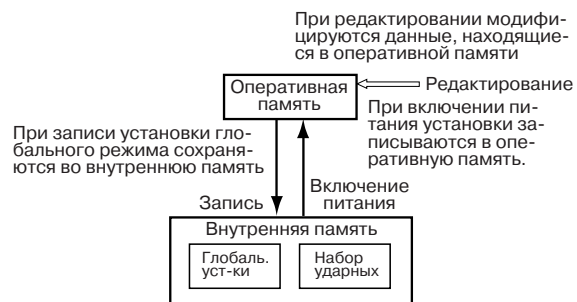 При редактировании модифи-
цируются данные, находящие-
ся в оперативной памяти
Оперативная
память
Редактирование
При включении пи-
тания установки за-
писываются в опе-
ративную память.
При записи установки гло-
бального режима сохраня-
ются во внутреннюю память
Запись
Включение
питания
Внутренняя память
Глобаль.
уст-ки
Набор
ударных